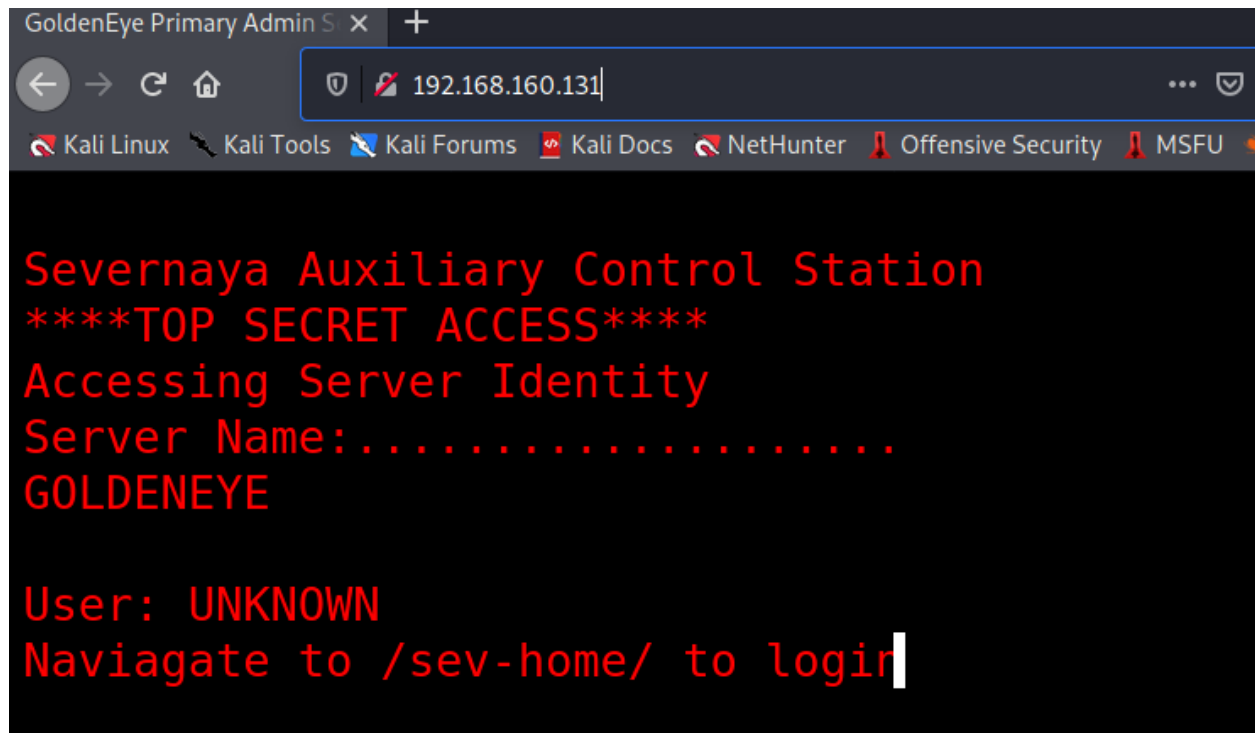 GoldenEye Primary Admin S
192.168.160.131
Kali Linux Kali Tools Kali Forums Kali Docs NetHunter Offensive Security MSFU
Severnaya Auxiliary Control Station
****TOP SECRET ACCESS****
Accessing Server Identity
Server Name:....................
GOLDENEYE
User: UNKNOWN
Naviagate to /sev-home/ to login